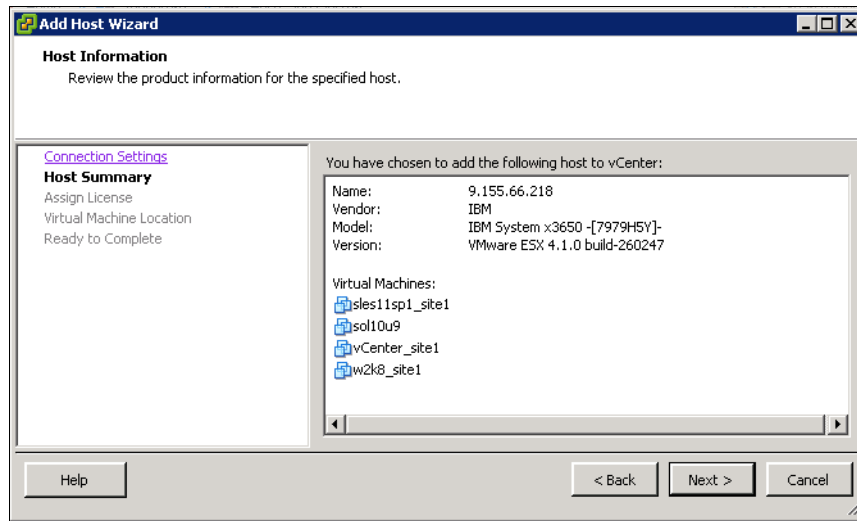 Add Host Wizard
Host Information
Review the product information for the specified host.
Connection Settings
Host Summary
Assign License
Virtual Machine Location
Ready to Complete
You have chosen to add the following host to vCenter:
Name: 9.155.66.218
Vendor: IBM
Model: IBM System x3650 -[7979H5Y]-
Version: VMware ESX 4.1.0 build-260247
Virtual Machines:
sles11sp1_site1
sol10u9
vCenter_site1
w2k8_site1
Help
< Back
Next >
Cancel